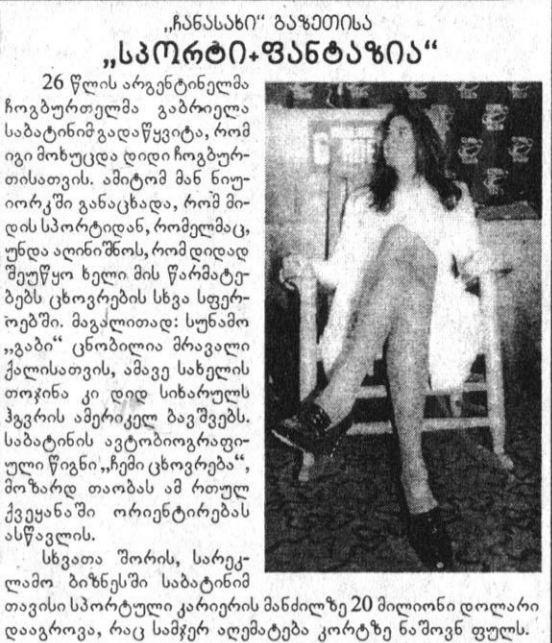 „ჩანასახი“ გაზეთისა
„სპორტი+ფანტაზია“
26 წლის არგენტინელმა
ჩოგბურთელმა გაბრიელა
საბატინიმ გადაწყვიტა, რომ
იგი მოხუცდა დიდი ჩოგბურ-
თისათვის. ამიტომ მან ნიუ-
იორკში განაცხადა, რომ მი-
დის სპორტიდან, რომელმაც,
უნდა აღინიშნოს, რომ დიდად
შეუწყო ხელი მის წარმატე-
ბებს ცხოვრების სხვა სფერ-
ოებში. მაგალითად: სუნამო
„გაბი“ ცნობილია მრავალი
ქალისათვის, ამავე სახელის
თოჯინა კი დიდ სიხარულს
ჰგვრის ამერიკელ ბავშვებს.
საბატინის ავტობიოგრაფი-
ული წიგნი „ჩემი ცხოვრება“,
მოზარდ თაობას ამ რთულ
ქვეყანაში ორიენტირებას
ასწავლის.
სხვათა შორის, სარეკ-
ლამო ბიზნესში საბატინიმ
თავისი სპორტული კარიერის მანძილზე 20 მილიონი დოლარი
დააგროვა, რაც სამჯერ აღემატება კორტზე ნაშოვნ ფულს.